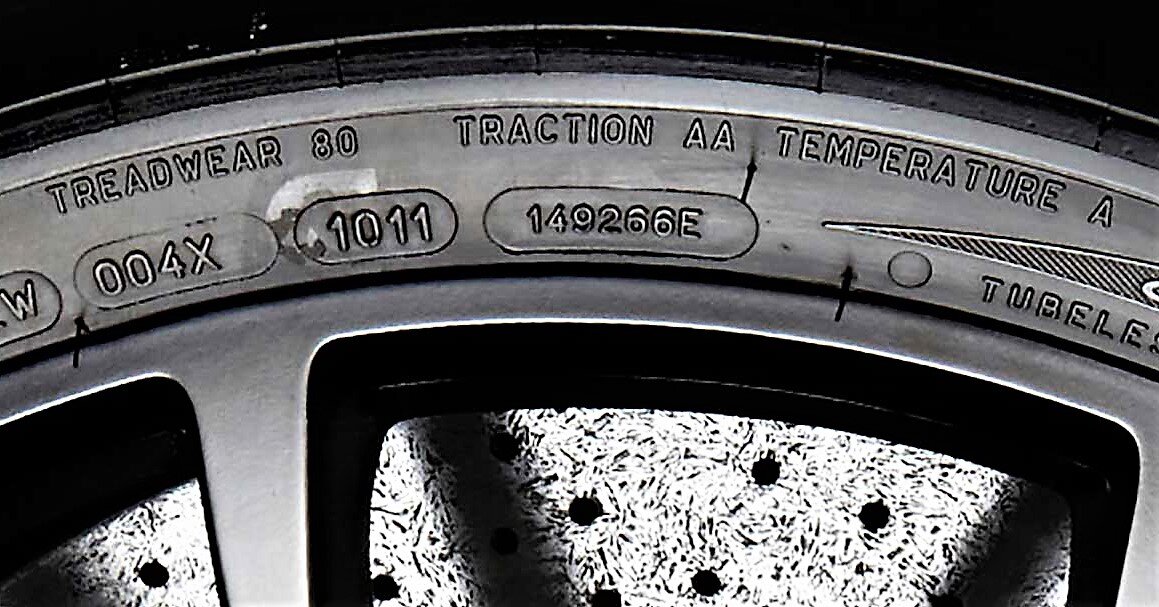 TREADWEAR 80 TRACTION AA TEMPERATURE A
W 004X 1011 149266E
TUBELES